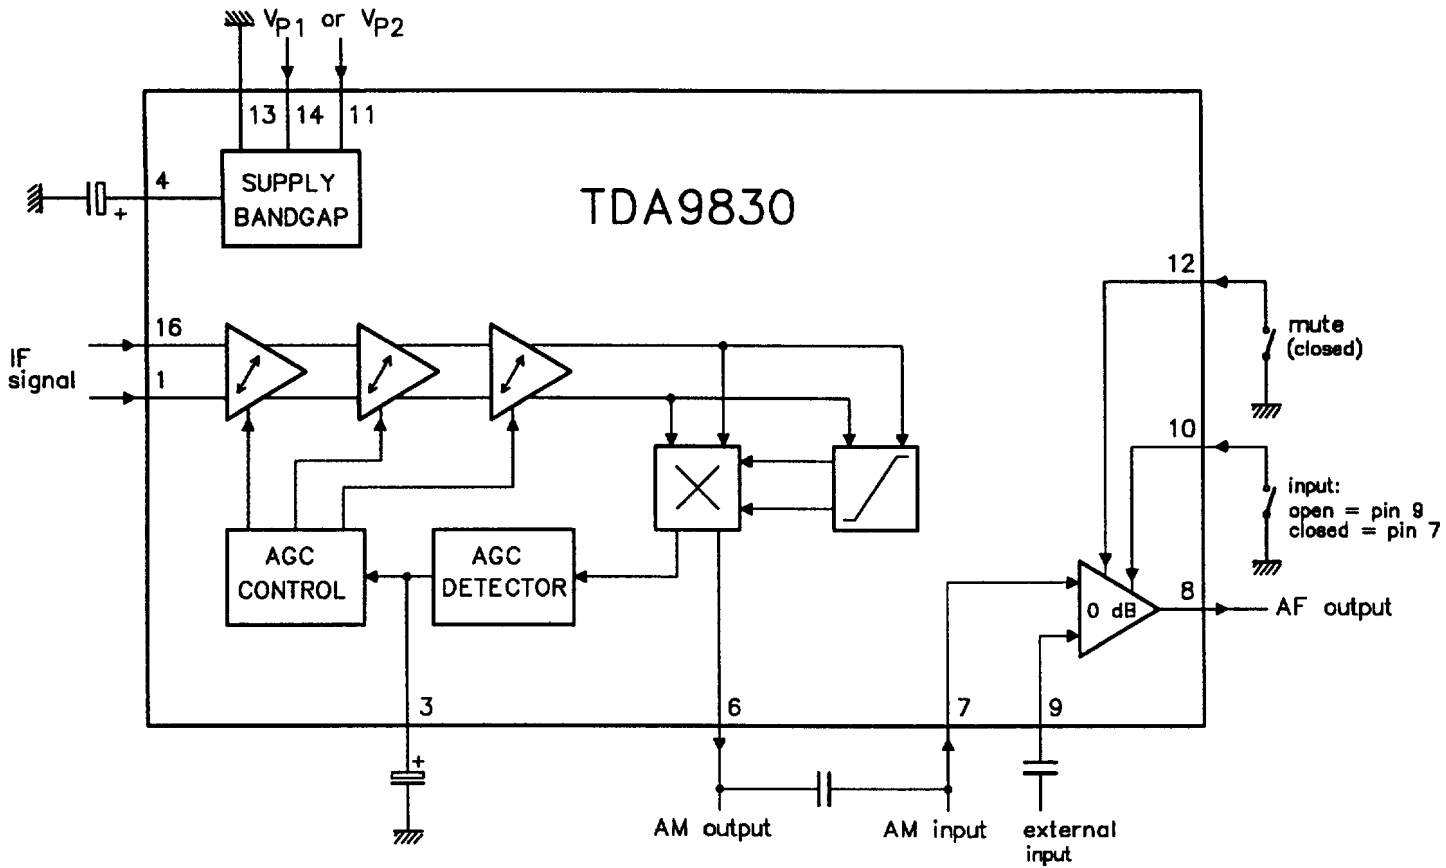 VP1 or VP2
13 14 11
4
SUPPLY
BANDGAP
TDA9830
12
mute
(closed)
16
IF
signal
1
10
input:
open = pin 9
closed = pin 7
AGC
CONTROL
AGC
DETECTOR
0 dB
8
AF output
3
6
7
9
+
+
AM output
AM input
external
input